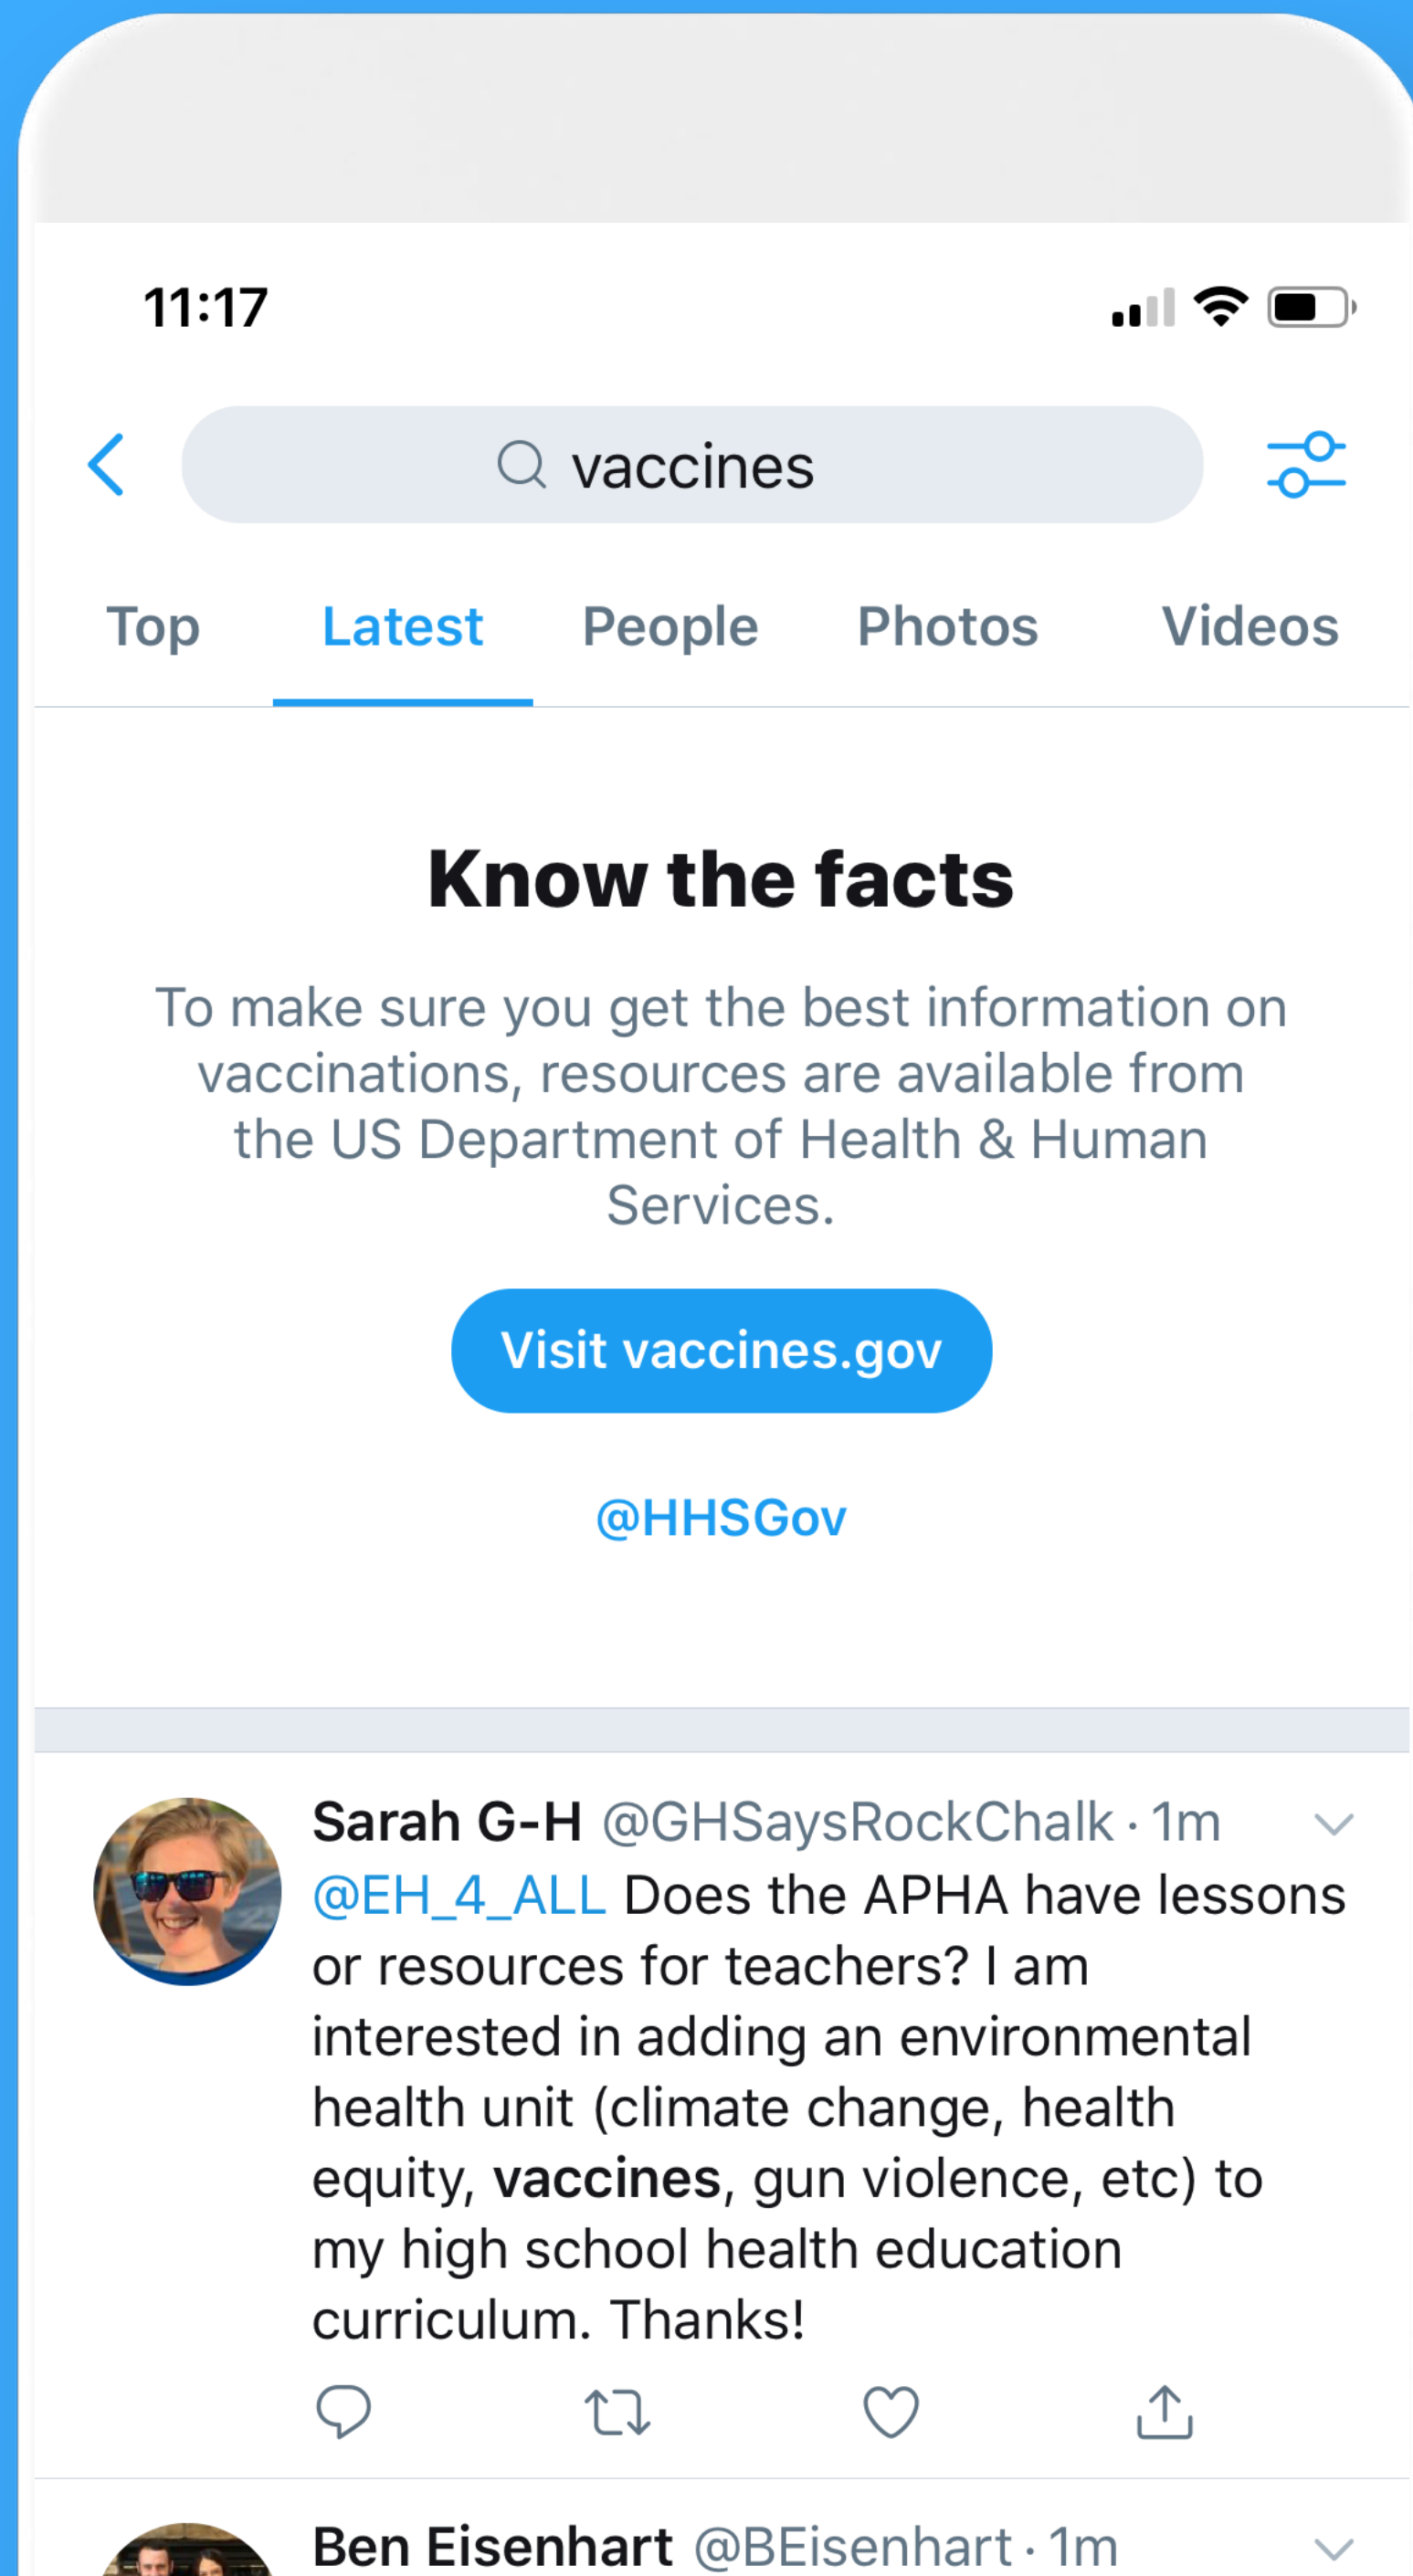 11:17
vaccines
Top Latest People Photos Videos
Know the facts
To make sure you get the best information on
vaccinations, resources are available from
the US Department of Health & Human
Services.
Visit vaccines.gov
@HHSGov
Sarah G-H @GHSaysRockChalk · 1m
@EH_4_ALL Does the APHA have lessons
or resources for teachers? I am
interested in adding an environmental
health unit (climate change, health
equity, vaccines, gun violence, etc) to
my high school health education
curriculum. Thanks!
Ben Eisenhart @BEisenhart · 1m